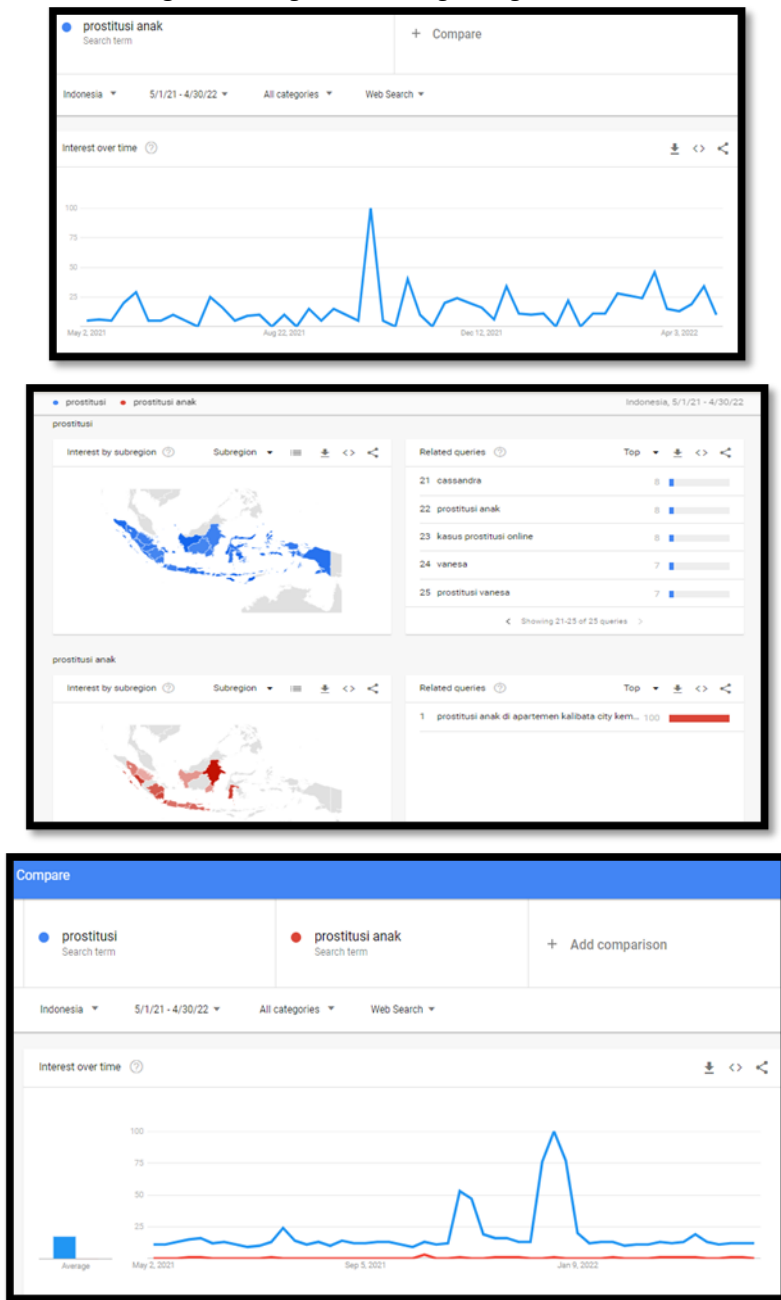 prostitusi anak
Search term
+ Compare
Indonesia 5/1/21 - 4/30/22 All categories Web Search
Interest over time
100
75
50
25
May 2, 2021 Aug 22, 2021 Dec 12, 2021 Apr 3, 2022
prostitusi prostitusi anak Indonesia, 5/1/21 - 4/30/22
prostitusi
Interest by subregion Subregion
Related queries Top
21 cassandra 8
22 prostitusi anak 8
23 kasus prostitusi online 8
24 vanesa 7
25 prostitusi vanesa 7
Showing 21-25 of 25 queries
prostitusi anak
Interest by subregion Subregion
Related queries Top
1 prostitusi anak di apartemen kalibata city kem... 100
Compare
prostitusi
Search term
prostitusi anak
Search term
+ Add comparison
Indonesia 5/1/21 - 4/30/22 All categories Web Search
Interest over time
100
75
50
25
Average May 2, 2021 Sep 5, 2021 Jan 9, 2022